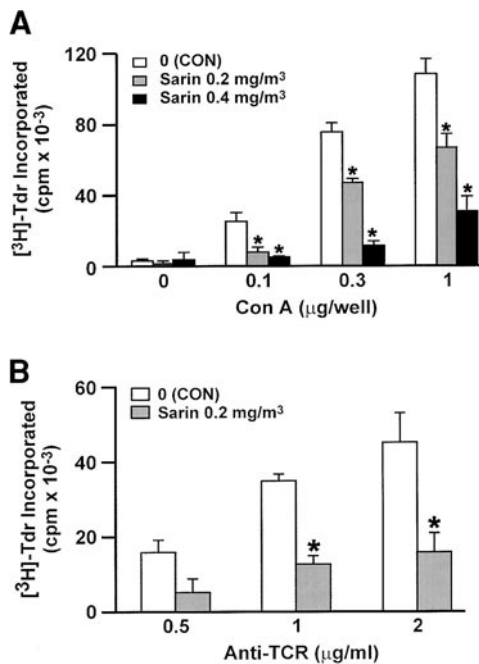 A
120
80
40
0
[³H]-Tdr Incorporated
(cpm x 10⁻³)
0 (CON)
Sarin 0.2 mg/m³
Sarin 0.4 mg/m³
* *
* *
* *
0 0.1 0.3 1
Con A (µg/well)
B
60
40
20
0
[³H]-Tdr Incorporated
(cpm x 10⁻³)
0 (CON)
Sarin 0.2 mg/m³
* *
0.5 1 2
Anti-TCR (µg/ml)